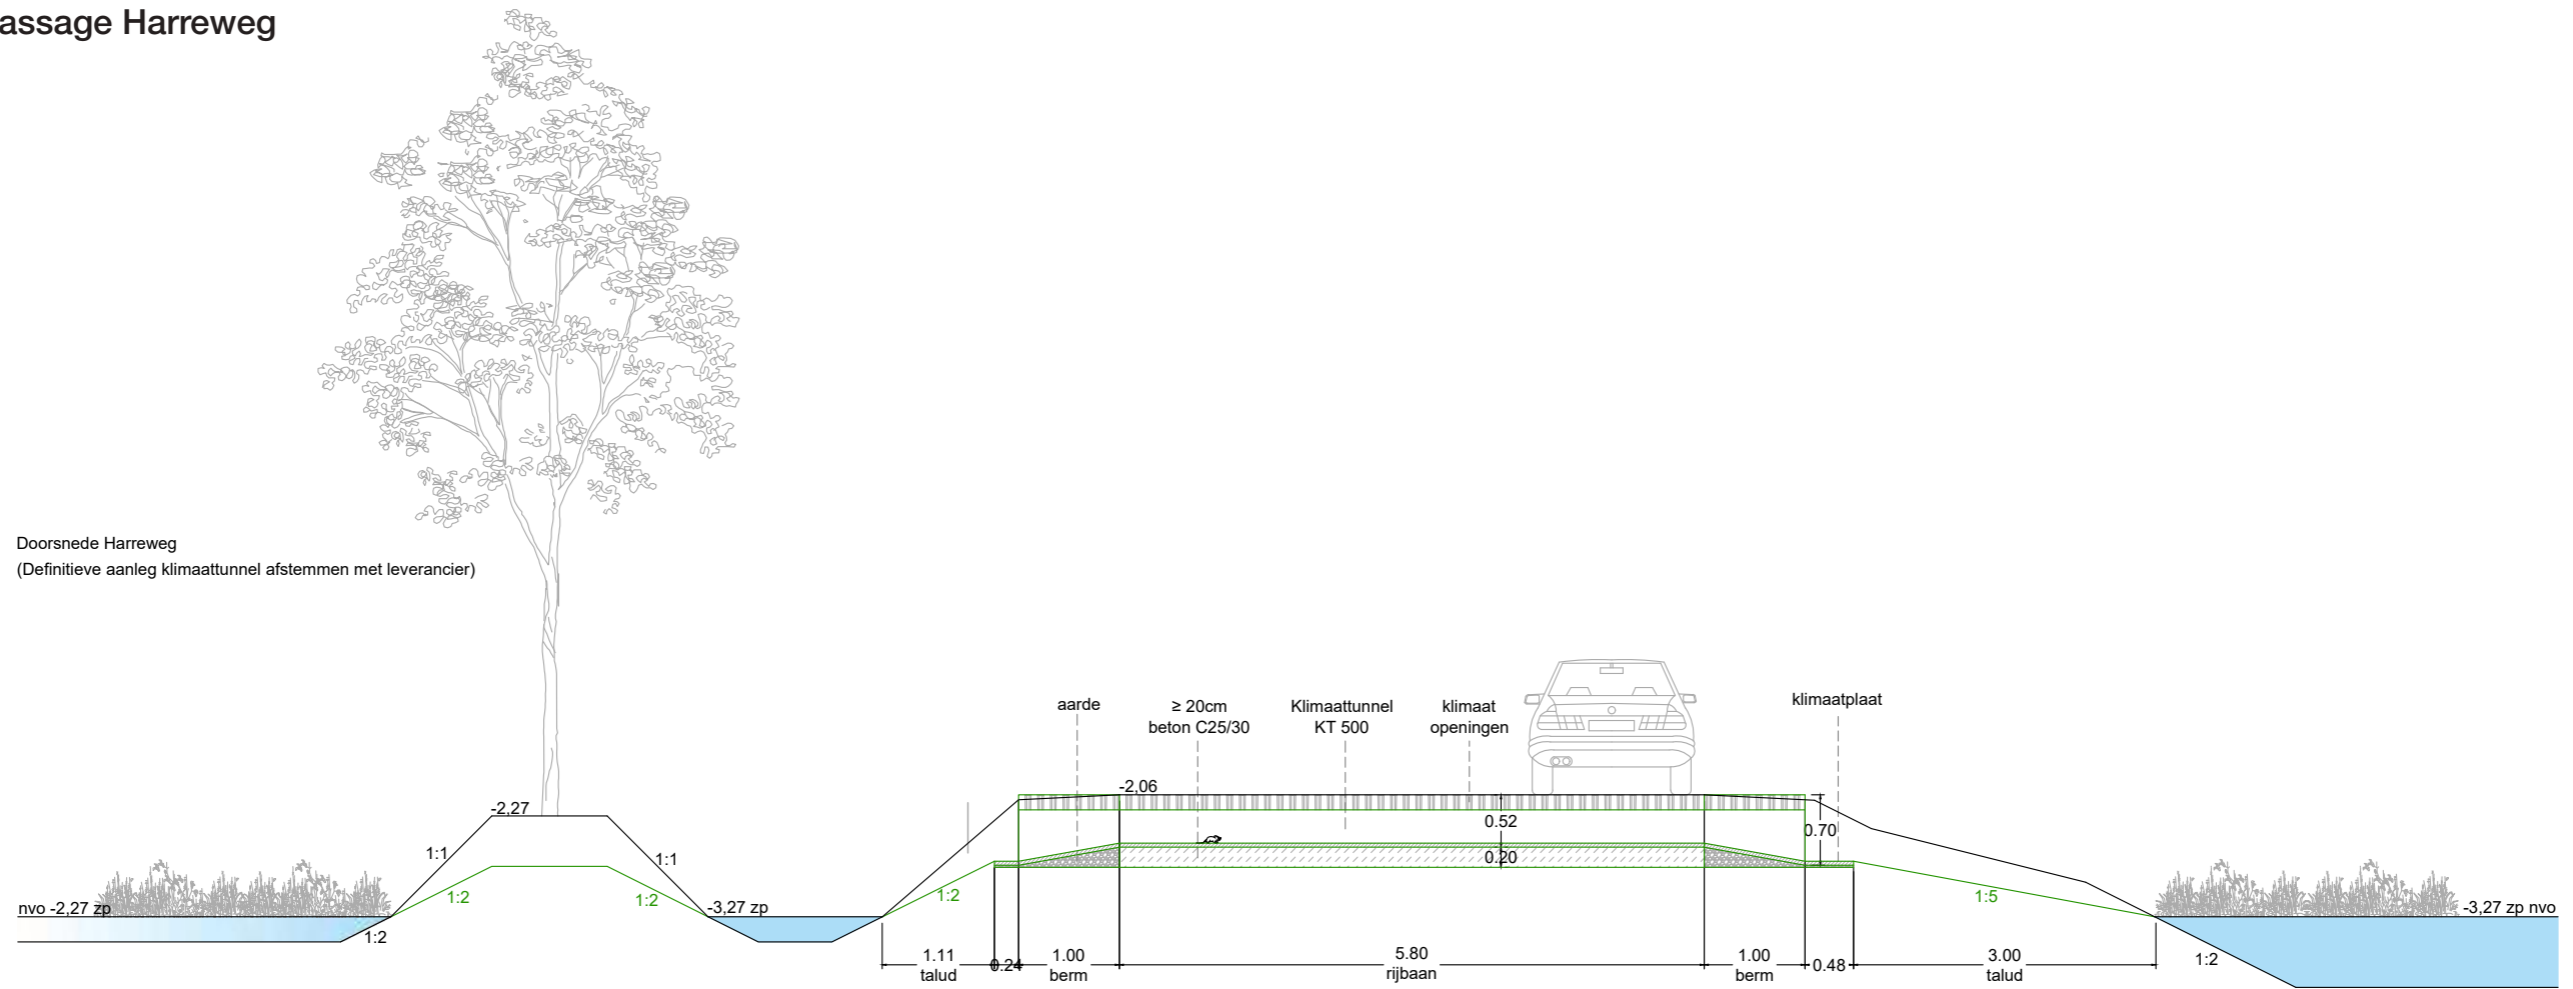 assage Harreweg
Doorsnede Harreweg
(Definitieve aanleg klimaattunnel afstemmen met leverancier)
aarde
≥ 20cm
beton C25/30
Klimaattunnel
KT 500
klimaat
openingen
klimaatplaat
-2,06
-2,27
0.52
0.70
0.20
1:1
1:1
1:2
1:2
1:2
1:5
nvo -2,27 zp
-3,27 zp
-3,27 zp nvo
1:2
1:2
1.11
talud
0.24
1.00
berm
5.80
rijbaan
1.00
berm
0.48
3.00
talud